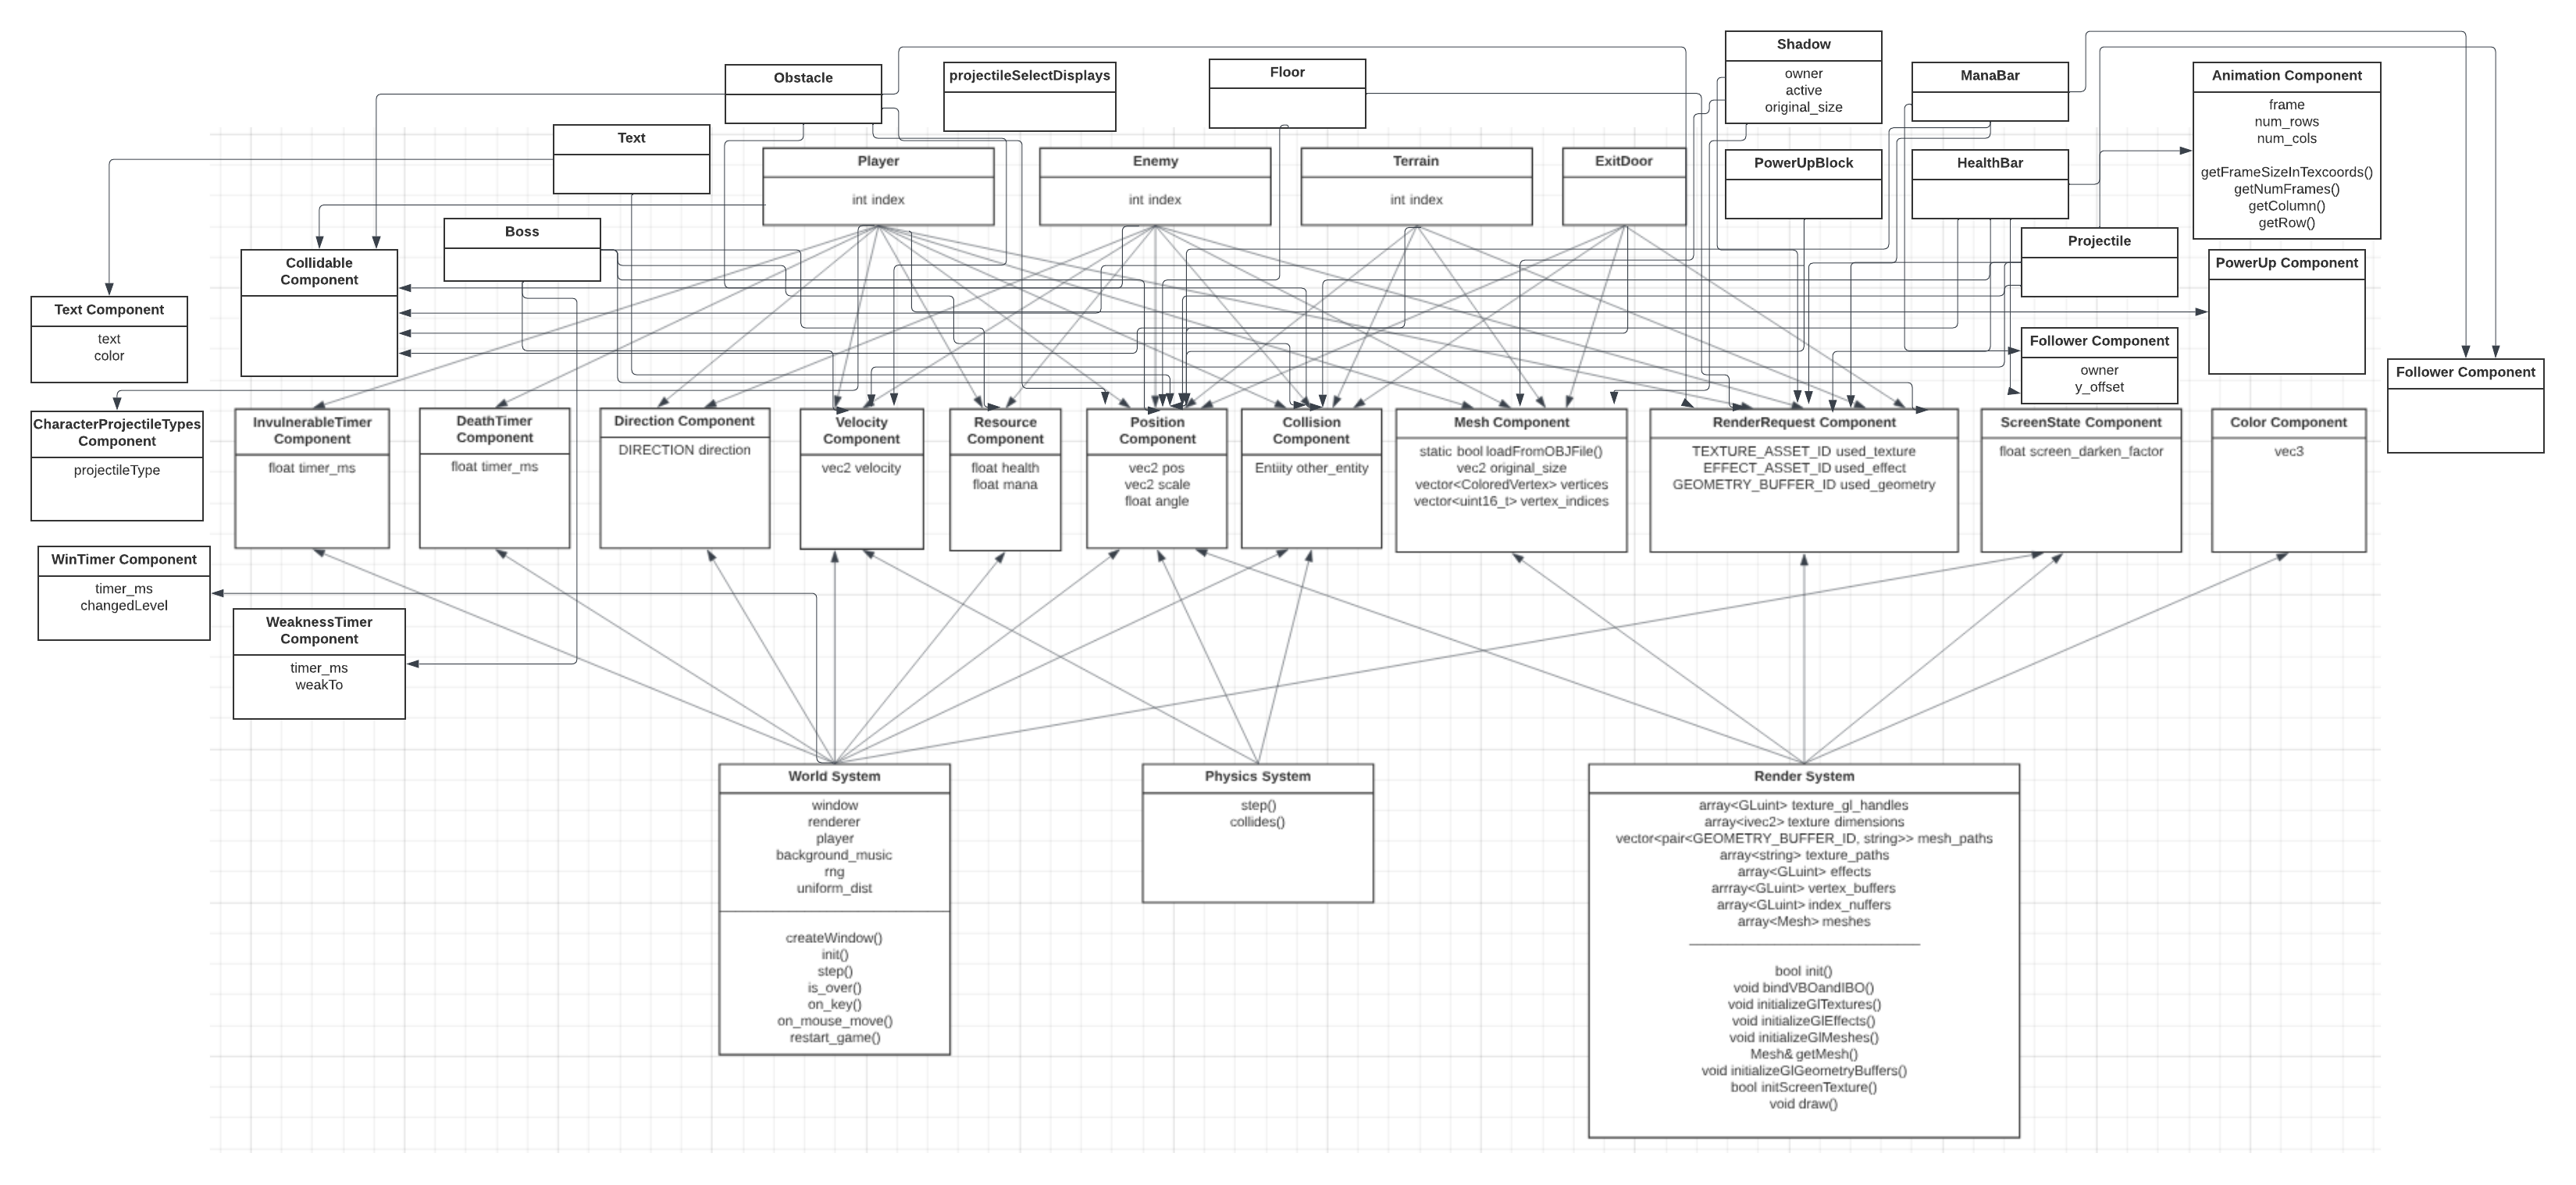 Obstacle
projectileSelectDisplays
Floor
Shadow
owner
active
original_size
ManaBar
Animation Component
frame
num_rows
num_cols
getFrameSizeInTexcoords()
getNumFrames()
getColumn()
getRow()
Text
Player
int index
Enemy
int index
Terrain
int index
ExitDoor
PowerUpBlock
HealthBar
Boss
Projectile
Collidable
Component
PowerUp Component
Text Component
text
color
Follower Component
owner
y_offset
Follower Component
CharacterProjectileTypes
Component
projectileType
InvulnerableTimer
Component
float timer_ms
DeathTimer
Component
float timer_ms
Direction Component
DIRECTION direction
Velocity
Component
vec2 velocity
Resource
Component
float health
float mana
Position
Component
vec2 pos
vec2 scale
float angle
Collision
Component
Entiity other_entity
Mesh Component
static bool loadFromOBJFile()
vec2 original_size
vector<ColoredVertex> vertices
vector<uint16_t> vertex_indices
RenderRequest Component
TEXTURE_ASSET_ID used_texture
EFFECT_ASSET_ID used_effect
GEOMETRY_BUFFER_ID used_geometry
ScreenState Component
float screen_darken_factor
Color Component
vec3
WinTimer Component
timer_ms
changedLevel
WeaknessTimer
Component
timer_ms
weakTo
World System
window
renderer
player
background_music
rng
uniform_dist
createWindow()
init()
step()
is_over()
on_key()
on_mouse_move()
restart_game()
Physics System
step()
collides()
Render System
array<GLuint> texture_gl_handles
array<ivec2> texture dimensions
vector<pair<GEOMETRY_BUFFER_ID, string>> mesh_paths
array<string> texture_paths
array<GLuint> effects
arrray<GLuint> vertex_buffers
array<GLuint> index_nuffers
array<Mesh> meshes
bool init()
void bindVBOandIBO()
void initializeGlTextures()
void initializeGlEffects()
void initializeGlMeshes()
Mesh& getMesh()
void initializeGlGeometryBuffers()
bool initScreenTexture()
void draw()